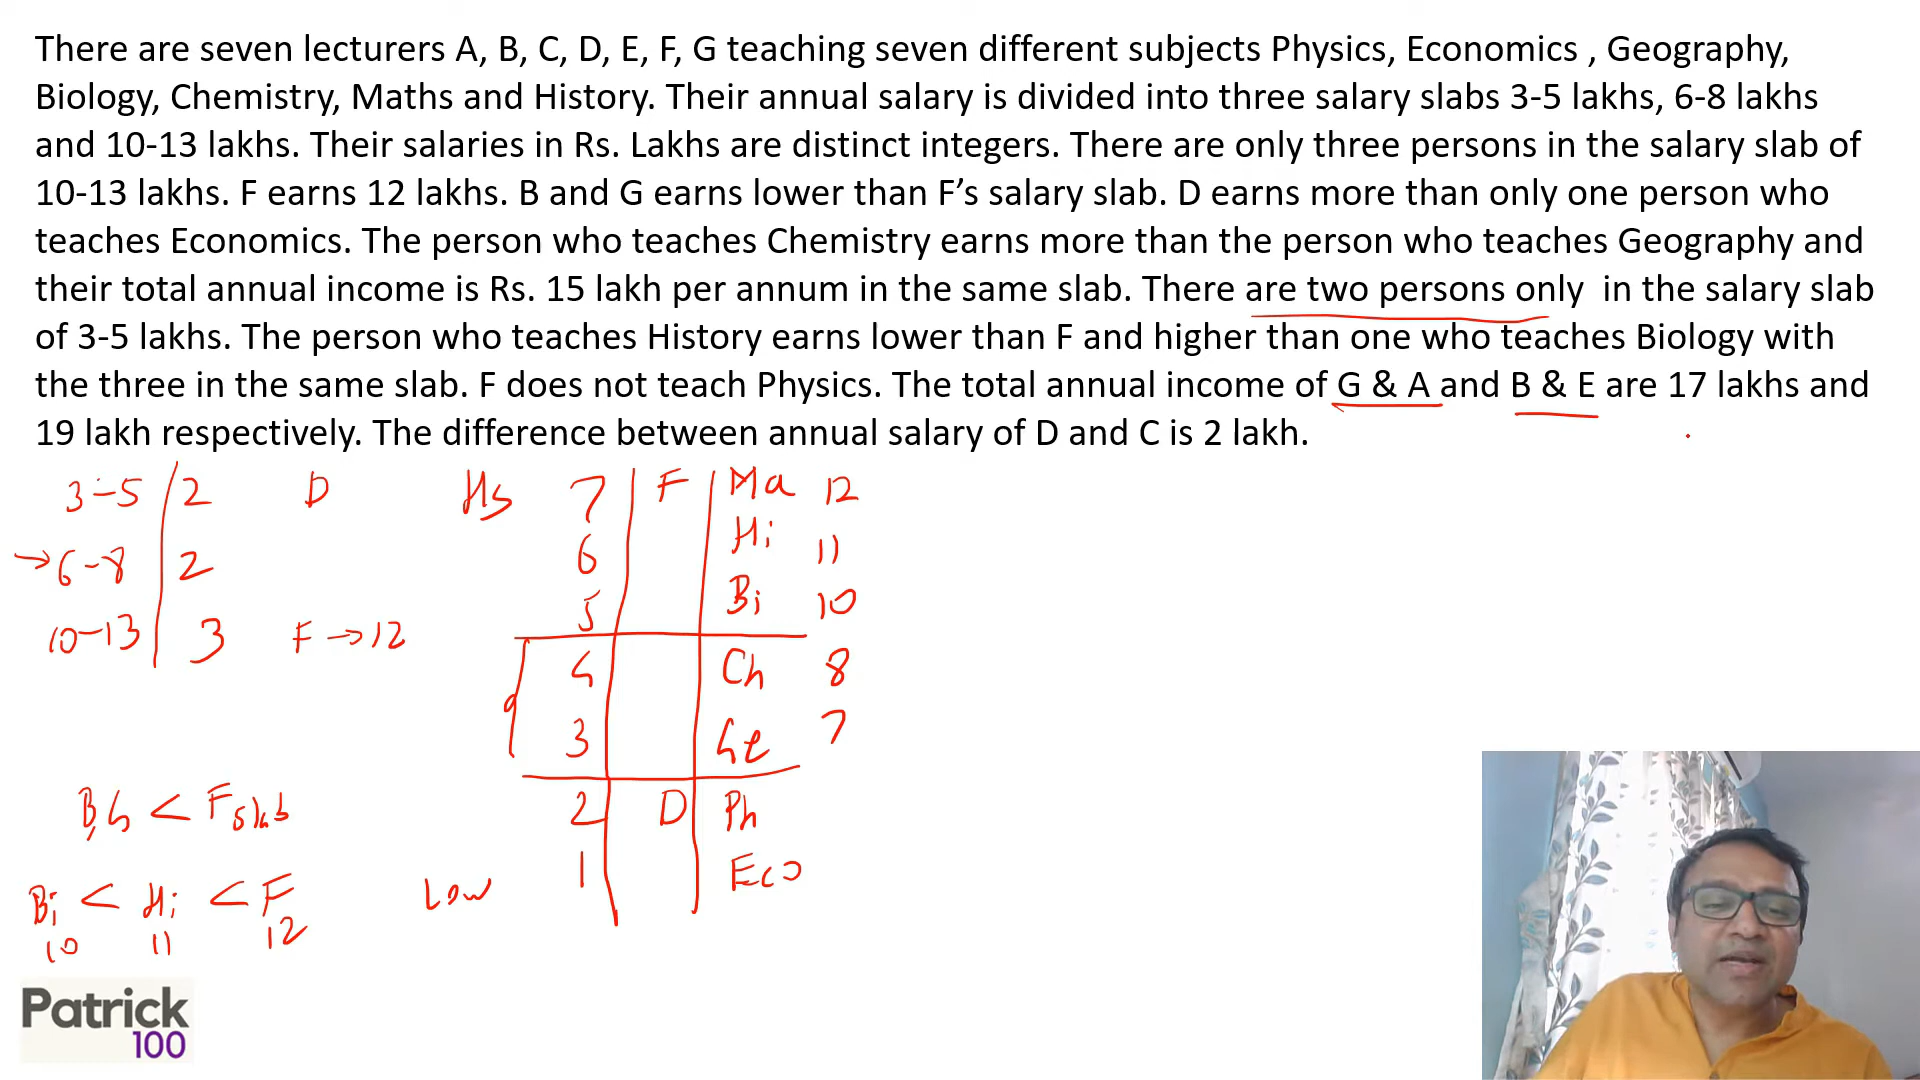 There are seven lecturers A, B, C, D, E, F, G teaching seven different subjects Physics, Economics , Geography,
Biology, Chemistry, Maths and History. Their annual salary is divided into three salary slabs 3-5 lakhs, 6-8 lakhs
and 10-13 lakhs. Their salaries in Rs. Lakhs are distinct integers. There are only three persons in the salary slab of
10-13 lakhs. F earns 12 lakhs. B and G earns lower than F’s salary slab. D earns more than only one person who
teaches Economics. The person who teaches Chemistry earns more than the person who teaches Geography and
their total annual income is Rs. 15 lakh per annum in the same slab. There are two persons only  in the salary slab
of 3-5 lakhs. The person who teaches History earns lower than F and higher than one who teaches Biology with
the three in the same slab. F does not teach Physics. The total annual income of G & A and B & E are 17 lakhs and
19 lakh respectively. The difference between annual salary of D and C is 2 lakh.
3-5 2 D Hs 7 F Ma 12
6 Hi 11
→ 6-8 2
5 Bi 10
10-13 3 F → 12
4 Ch 8
3 Ge 7
B, G < F slab 2 D Ph
Low 1 Eco
Bi < Hi < F
10 11 12
Patrick
100